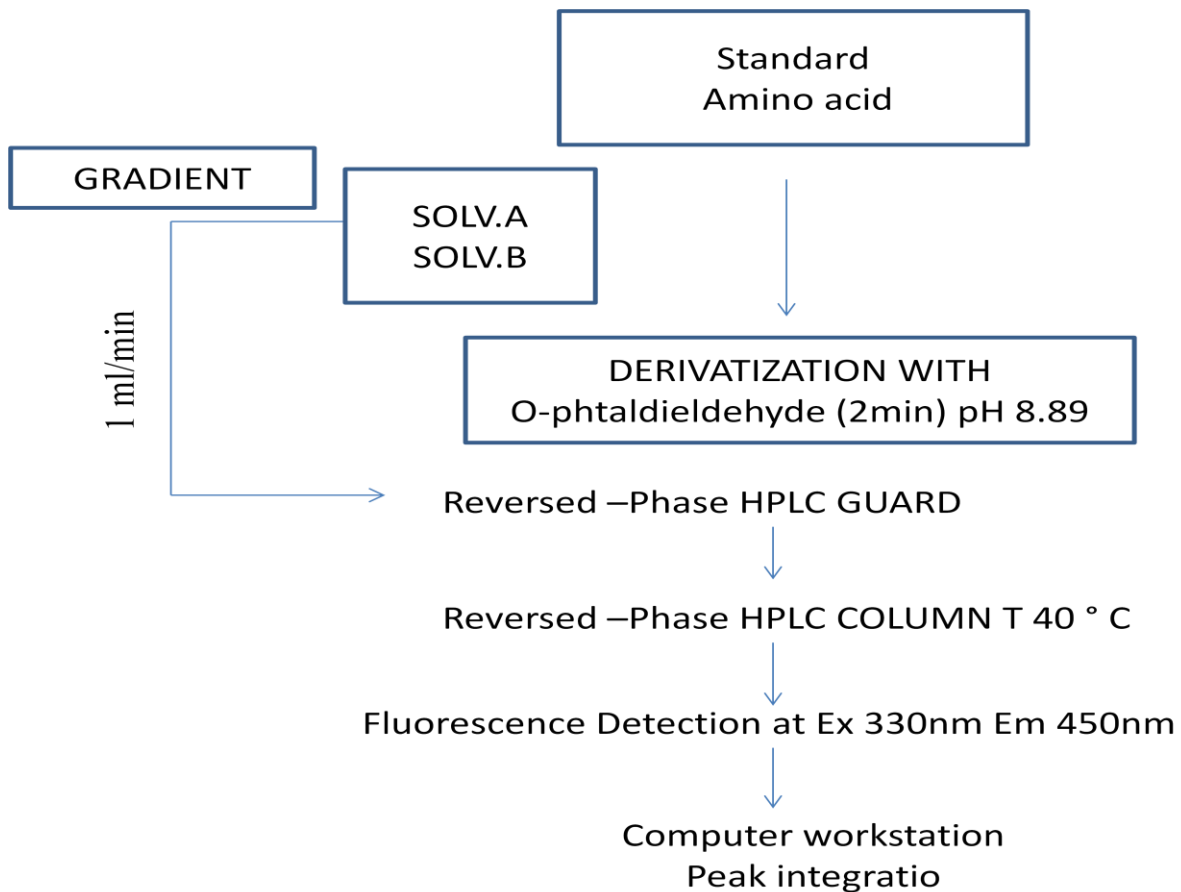 Standard
Amino acid
GRADIENT
SOLV.A
SOLV.B
1 ml/min
DERIVATIZATION WITH
O-phtaldieldehyde (2min) pH 8.89
Reversed –Phase HPLC GUARD
Reversed –Phase HPLC COLUMN T 40 ° C
Fluorescence Detection at Ex 330nm Em 450nm
Computer workstation
Peak integratio